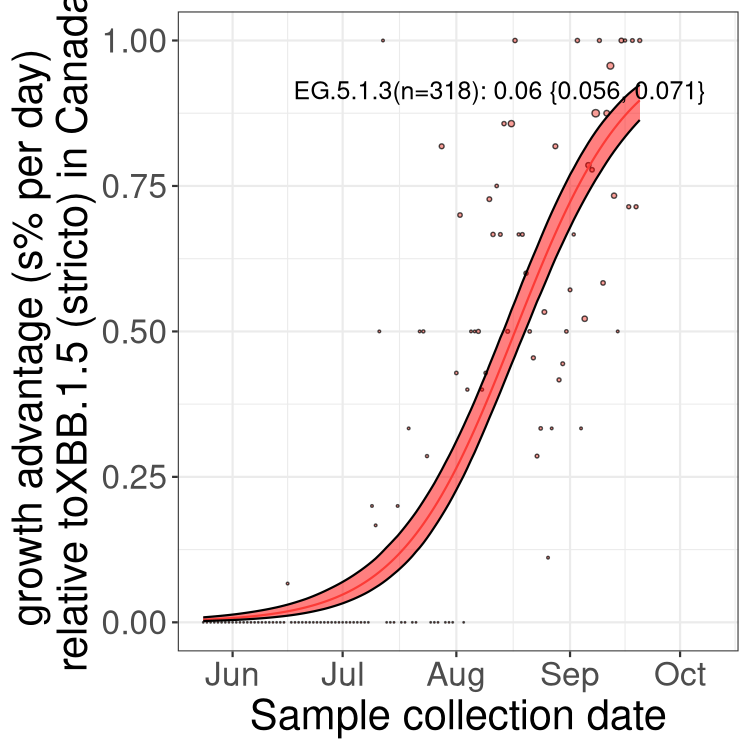 growth advantage (s% per day)
relative toXBB.1.5 (stricto) in Canada
1.00
0.75
0.50
0.25
0.00
EG.5.1.3(n=318): 0.06 {0.056, 0.071}
Jun Jul Aug Sep Oct
Sample collection date